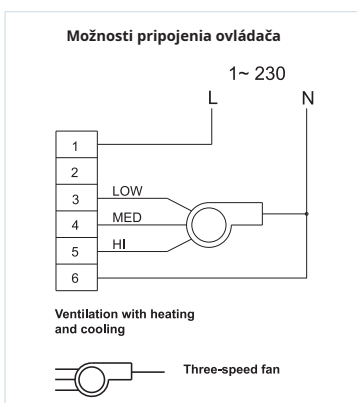 Možnosti pripojenia ovládača
1~ 230
L N
1
2
3 LOW
4 MED
5 HI
6
Ventilation with heating
and cooling
Three-speed fan